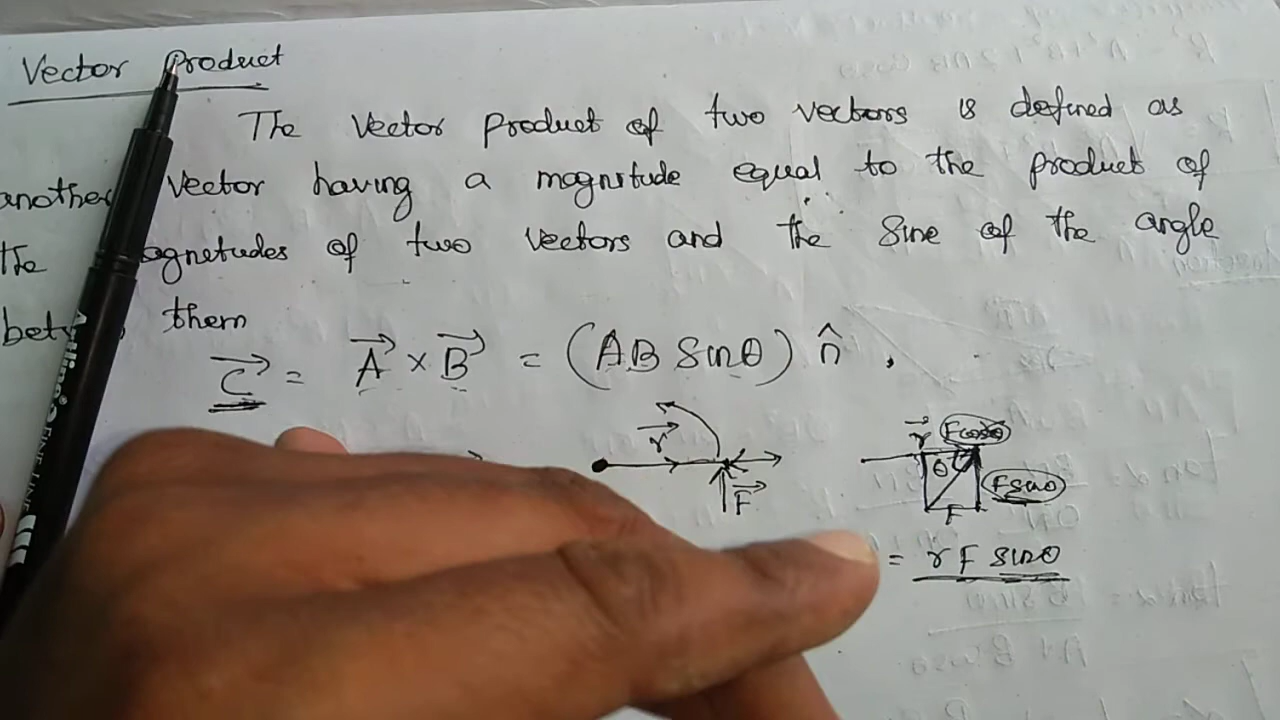 Vector Product
The Vector product of two vectors is defined as
another Vector having a magnitude equal to the product of
The agnetudes of two Vectors and the Sine of the angle
them
C⃗ = A⃗ × B⃗ = (AB Sinθ) n̂ .
r⃗
F⃗
r⃗ Fcosθ
θ
Fsinθ
F
= r F sinθ